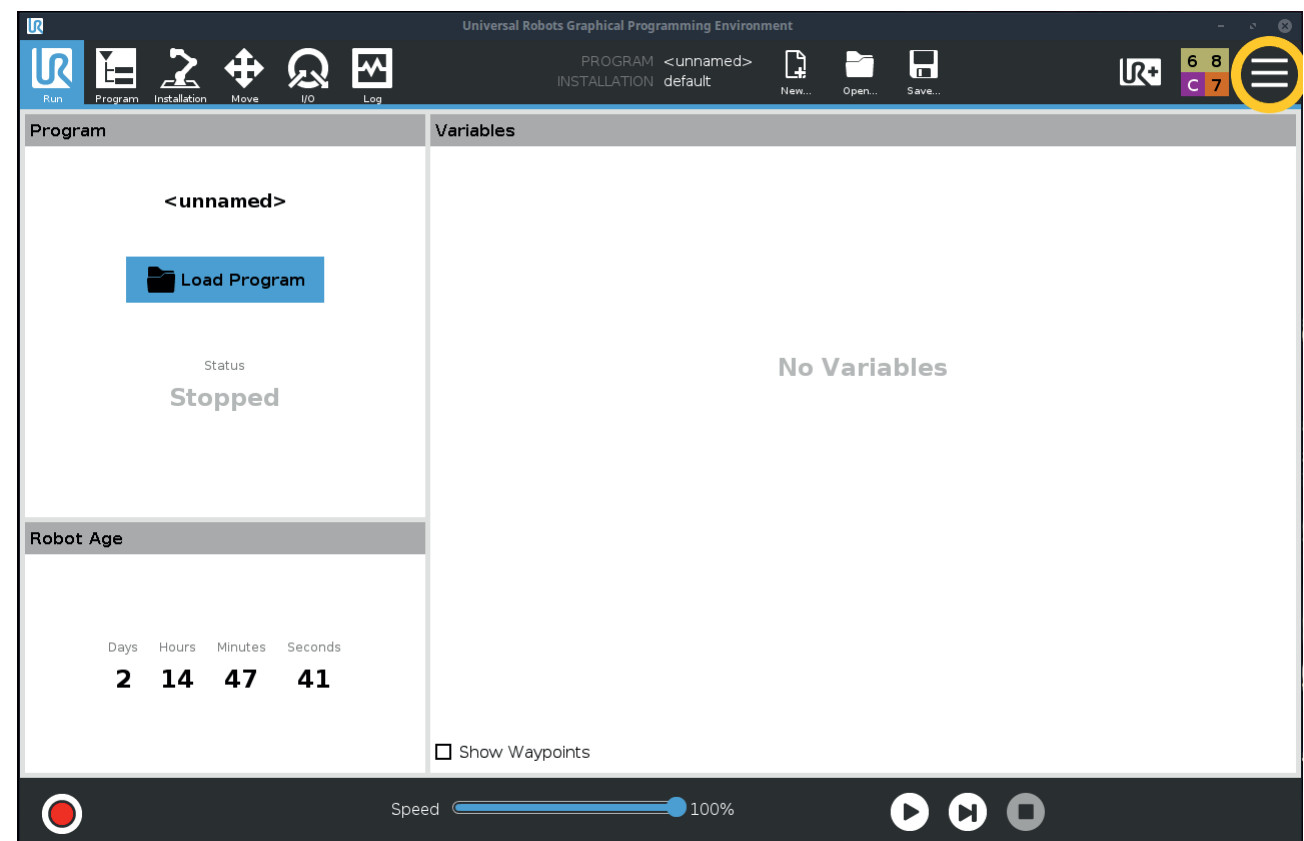 Universal Robots Graphical Programming Environment
UR
Run
Program
Installation
Move
I/O
Log
PROGRAM <unnamed>
INSTALLATION default
New...
Open...
Save...
UR+
6 8
C 7
Program
<unnamed>
Load Program
Status
Stopped
Robot Age
Days Hours Minutes Seconds
2 14 47 41
Variables
No Variables
Show Waypoints
Speed 100%